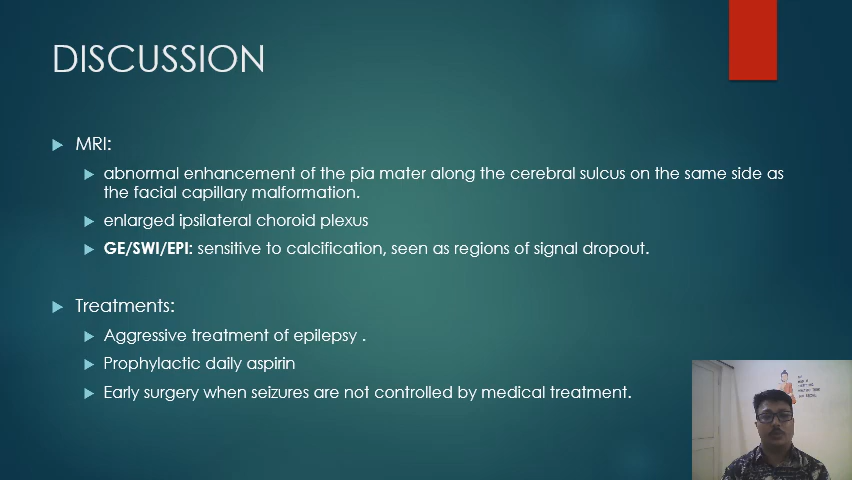 DISCUSSION
MRI:
abnormal enhancement of the pia mater along the cerebral sulcus on the same side as
the facial capillary malformation.
enlarged ipsilateral choroid plexus
GE/SWI/EPI: sensitive to calcification, seen as regions of signal dropout.
Treatments:
Aggressive treatment of epilepsy .
Prophylactic daily aspirin
Early surgery when seizures are not controlled by medical treatment.